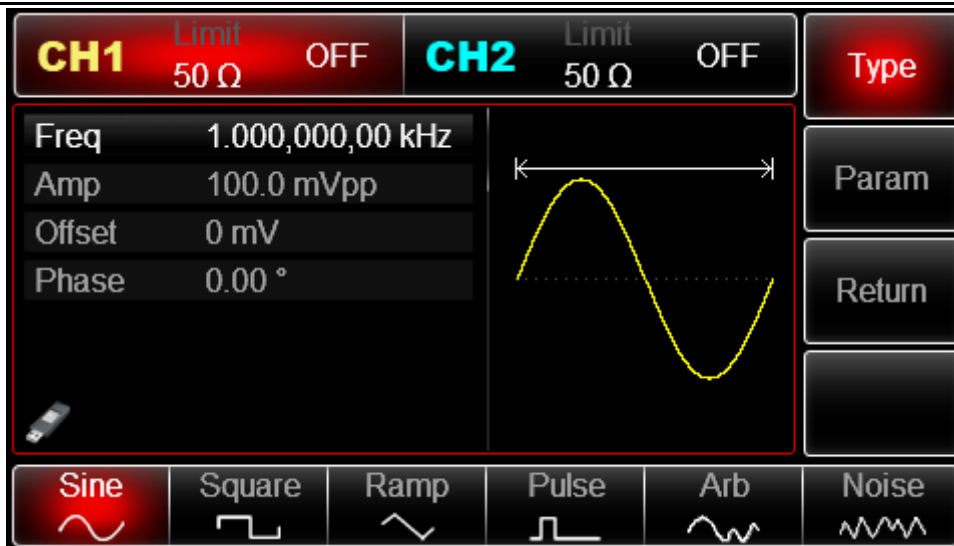 CH1 Limit 50 Ω OFF
CH2 Limit 50 Ω OFF
Type
Freq 1.000,000,00 kHz
Amp 100.0 mVpp
Offset 0 mV
Phase 0.00 °
Param
Return
Sine Square Ramp Pulse Arb Noise